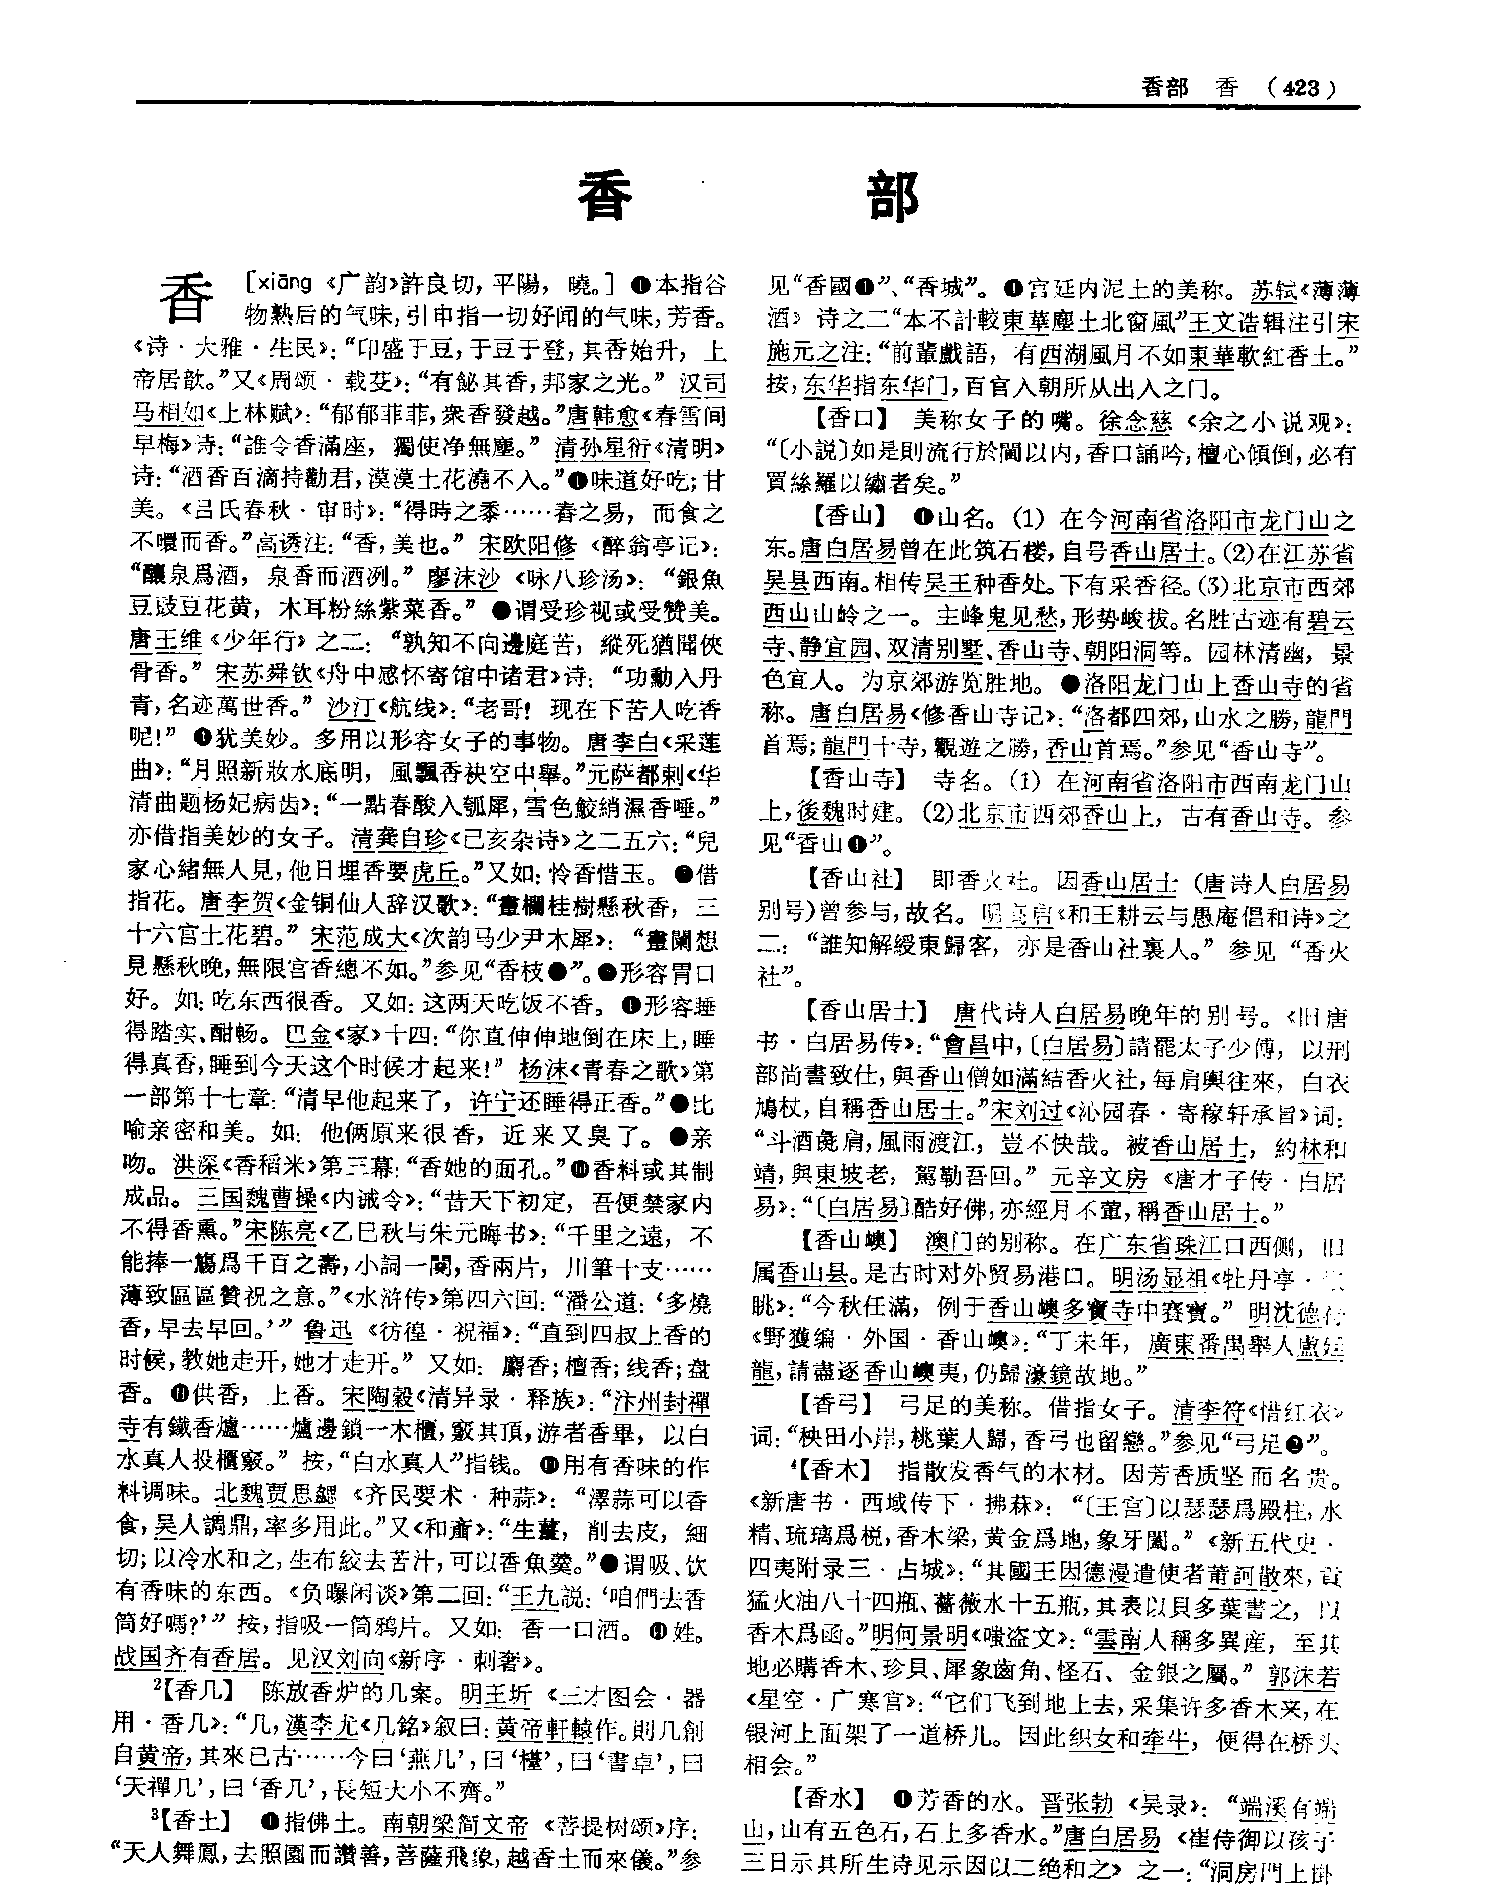 香部 香 (423)
香 部
香 [xiāng《广韵》許良切,平陽,曉。] ❶本指谷
物熟后的气味,引申指一切好闻的气味,芳香。
《诗·大雅·生民》:“卬盛于豆,于豆于登,其香始升,上
帝居歆。”又《周颂·载芟》:“有飶其香,邦家之光。”汉司
马相如《上林赋》:“郁郁菲菲,衆香發越。”唐韩愈《春雪间
早梅》诗:“誰令香滿座,獨使净無塵。”清孙星衍《清明》
诗:“酒香百滴持勸君,漠漠土花澆不入。”❷味道好吃;甘
美。《吕氏春秋·审时》:“得時之黍……舂之易,而食之
不噮而香。”高诱注:“香,美也。”宋欧阳修《醉翁亭记》:
“釀泉爲酒,泉香而酒冽。”廖沫沙《咏八珍汤》:“銀魚
豆豉豆花黄,木耳粉絲紫菜香。”❸谓受珍视或受赞美。
唐王维《少年行》之二:“孰知不向邊庭苦,縱死猶聞俠
骨香。”宋苏舜钦《舟中感怀寄馆中诸君》诗:“功勳入丹
青,名迹萬世香。”沙汀《航线》:“老哥!现在下苦人吃香
呢!”❹犹美妙。多用以形容女子的事物。唐李白《采莲
曲》:“月照新妝水底明,風飄香袂空中舉。”元萨都剌《华
清曲题杨妃病齿》:“一點春酸入瓠犀,雪色鮫綃濕香唾。”
亦借指美妙的女子。清龚自珍《己亥杂诗》之二五六:“兒
家心緒無人見,他日埋香要虎丘。”又如:怜香惜玉。❺借
指花。唐李贺《金铜仙人辞汉歌》:“畫欄桂樹懸秋香,三
十六宫土花碧。”宋范成大《次韵马少尹木犀》:“畫闌想
見懸秋晚,無限宫香總不如。”参见“香枝❶”。❻形容胃口
好。如:吃东西很香。又如:这两天吃饭不香。❼形容睡
得踏实、酣畅。巴金《家》十四:“你直伸伸地倒在床上,睡
得真香,睡到今天这个时候才起来!”杨沫《青春之歌》第
一部第十七章:“清早他起来了,许宁还睡得正香。”❽比
喻亲密和美。如:他俩原来很香,近来又臭了。❾亲
吻。洪深《香稻米》第三幕:“香她的面孔。”❿香料或其制
成品。三国魏曹操《内诫令》:“昔天下初定,吾便禁家内
不得香熏。”宋陈亮《乙巳秋与朱元晦书》:“千里之遠,不
能捧一觴爲千百之壽,小詞一闋,香兩片,川筆十支……
薄致區區贊祝之意。”《水浒传》第四六回:“潘公道:‘多燒
香,早去早回。’”鲁迅《彷徨·祝福》:“直到四叔上香的
时候,教她走开,她才走开。”又如:麝香;檀香;线香;盘
香。⓫供香,上香。宋陶穀《清异录·释族》:“汴州封禪
寺有鐵香爐……爐邊鎖一木櫃,竅其頂,游者香畢,以白
水真人投櫃竅。”按,“白水真人”指钱。⓬用有香味的作
料调味。北魏贾思勰《齐民要术·种蒜》:“澤蒜可以香
食,吴人調鼎,率多用此。”又《和齑》:“生薑,削去皮,細
切;以冷水和之,生布絞去苦汁,可以香魚羹。”⓭谓吸、饮
有香味的东西。《负曝闲谈》第二回:“王九説:‘咱們去香
筒好嗎?’”按,指吸一筒鸦片。又如:香一口酒。⓮姓。
战国齐有香居。见汉刘向《新序·刺奢》。
²【香几】 陈放香炉的几案。明王圻《三才图会·器
用·香几》:“几,漢李尤《几銘》叙曰:黄帝軒轅作。則几創
自黄帝,其來已古……今曰‘燕几’,曰‘檯’,曰‘書卓’,曰
‘天禪几’,曰‘香几’,長短大小不齊。”
³【香土】 ❶指佛土。南朝梁简文帝《菩提树颂》序:
“天人舞鳳,去照園而讚善,菩薩飛象,越香土而來儀。”参
见“香國❶”、“香城”。❷宫廷内泥土的美称。苏轼《薄薄
酒》诗之二“本不計較東華塵土北窗風”王文诰辑注引宋
施元之注:“前輩戲語,有西湖風月不如東華軟紅香土。”
按,东华指东华门,百官入朝所从出入之门。
【香口】 美称女子的嘴。徐念慈《余之小说观》:
“〔小説〕如是則流行於閫以内,香口誦吟,檀心傾倒,必有
買絲羅以繡者矣。”
【香山】 ❶山名。(1) 在今河南省洛阳市龙门山之
东。唐白居易曾在此筑石楼,自号香山居士。(2)在江苏省
吴县西南。相传吴王种香处。下有采香径。(3)北京市西郊
西山山岭之一。主峰鬼见愁,形势峻拔。名胜古迹有碧云
寺、静宜园、双清别墅、香山寺、朝阳洞等。园林清幽,景
色宜人。为京郊游览胜地。❷洛阳龙门山上香山寺的省
称。唐白居易《修香山寺记》:“洛都四郊,山水之勝,龍門
首焉;龍門十寺,觀遊之勝,香山首焉。”参见“香山寺”。
【香山寺】 寺名。(1) 在河南省洛阳市西南龙门山
上,後魏时建。(2)北京市西郊香山上,古有香山寺。参
见“香山❶”。
【香山社】 即香火社。因香山居士(唐诗人白居易
别号)曾参与,故名。明高启《和王耕云与愚庵倡和诗》之
二:“誰知解綬東歸客,亦是香山社裏人。”参见“香火
社”。
【香山居士】 唐代诗人白居易晚年的别号。《旧唐
书·白居易传》:“會昌中,〔白居易〕請罷太子少傅,以刑
部尚書致仕,與香山僧如滿結香火社,每肩輿往來,白衣
鳩杖,自稱香山居士。”宋刘过《沁园春·寄稼轩承旨》词:
“斗酒彘肩,風雨渡江,豈不快哉。被香山居士,約林和
靖,與東坡老,駕勒吾回。”元辛文房《唐才子传·白居
易》:“〔白居易〕酷好佛,亦經月不葷,稱香山居士。”
【香山嶴】 澳门的别称。在广东省珠江口西侧,旧
属香山县。是古时对外贸易港口。明汤显祖《牡丹亭·
眺》:“今秋任滿,例于香山嶴多寶寺中賽寶。”明沈德符
《野獲编·外国·香山嶴》:“丁未年,廣東番禺舉人盧廷
龍,請盡逐香山嶴夷,仍歸濠鏡故地。”
【香弓】 弓足的美称。借指女子。清李符《惜红衣》
词:“秧田小岸,桃葉人歸,香弓也留戀。”参见“弓足❷”。
⁴【香木】 指散发香气的木材。因芳香质坚而名贵。
《新唐书·西域传下·拂菻》:“〔王宫〕以瑟瑟爲殿柱,水
精、琉璃爲棁,香木梁,黄金爲地,象牙闔。”《新五代史·
四夷附录三·占城》:“其國王因德漫遣使者莆訶散來,貢
猛火油八十四瓶、薔薇水十五瓶,其表以貝多葉書之,以
香木爲函。”明何景明《嗤盗文》:“雲南人稱多異産,至其
地必購香木、珍貝、犀象齒角、怪石、金銀之屬。”郭沫若
《星空·广寒宫》:“它们飞到地上去,采集许多香木来,在
银河上面架了一道桥儿。因此织女和牵牛,便得在桥头
相会。”
【香水】 ❶芳香的水。晋张勃《吴录》:“端溪有端
山,山有五色石,石上多香水。”唐白居易《崔侍御以孩子
三日示其所生诗见示因以二绝和之》之一:“洞房門上掛